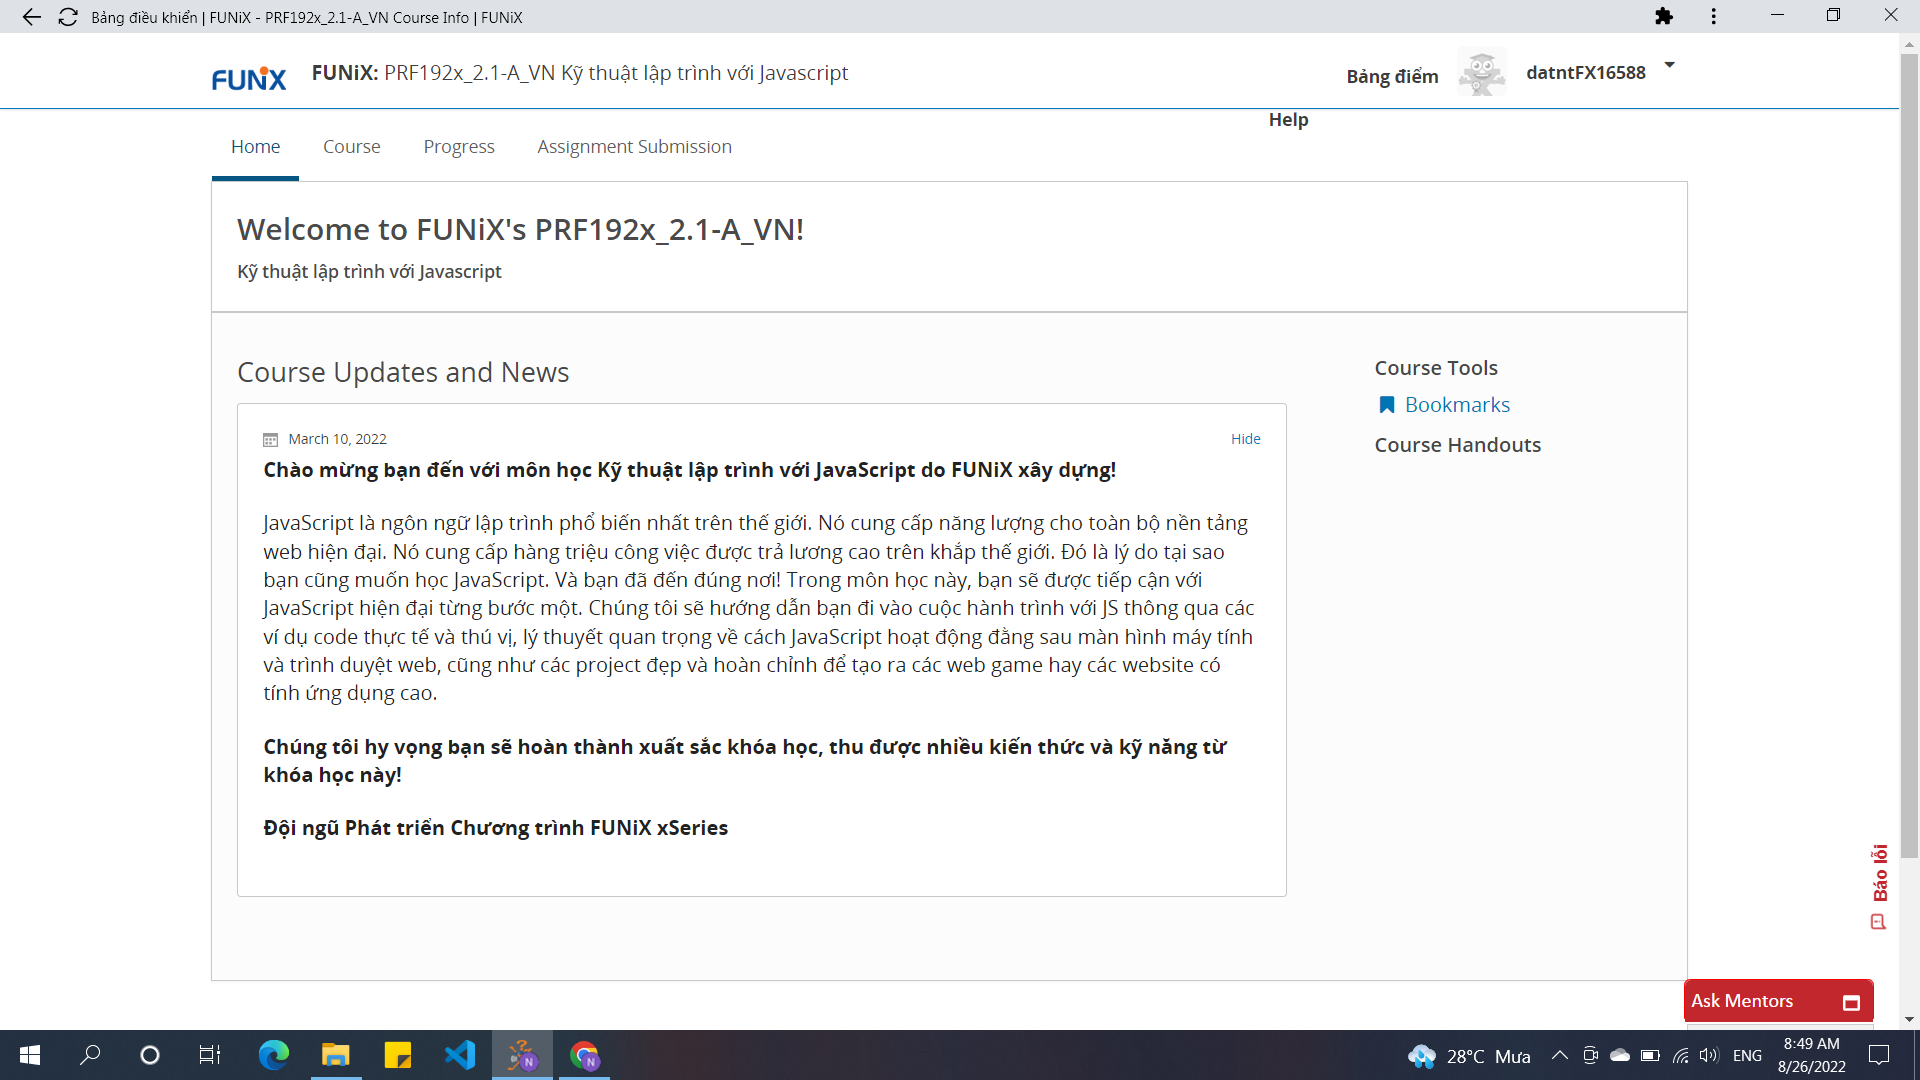 Bảng điều khiển | FUNiX - PRF192x_2.1-A_VN Course Info | FUNiX
FUNiX
FUNiX: PRF192x_2.1-A_VN Kỹ thuật lập trình với Javascript
Bảng điểm
datntFX16588
Help
Home
Course
Progress
Assignment Submission
Welcome to FUNiX's PRF192x_2.1-A_VN!
Kỹ thuật lập trình với Javascript
Course Updates and News
March 10, 2022
Hide
Chào mừng bạn đến với môn học Kỹ thuật lập trình với JavaScript do FUNiX xây dựng!
JavaScript là ngôn ngữ lập trình phổ biến nhất trên thế giới. Nó cung cấp năng lượng cho toàn bộ nền tảng
web hiện đại. Nó cung cấp hàng triệu công việc được trả lương cao trên khắp thế giới. Đó là lý do tại sao
bạn cũng muốn học JavaScript. Và bạn đã đến đúng nơi! Trong môn học này, bạn sẽ được tiếp cận với
JavaScript hiện đại từng bước một. Chúng tôi sẽ hướng dẫn bạn đi vào cuộc hành trình với JS thông qua các
ví dụ code thực tế và thú vị, lý thuyết quan trọng về cách JavaScript hoạt động đằng sau màn hình máy tính
và trình duyệt web, cũng như các project đẹp và hoàn chỉnh để tạo ra các web game hay các website có
tính ứng dụng cao.
Chúng tôi hy vọng bạn sẽ hoàn thành xuất sắc khóa học, thu được nhiều kiến thức và kỹ năng từ
khóa học này!
Đội ngũ Phát triển Chương trình FUNiX xSeries
Course Tools
Bookmarks
Course Handouts
Báo lỗi
Ask Mentors
N
N
28°C Mưa
ENG
8:49 AM
8/26/2022